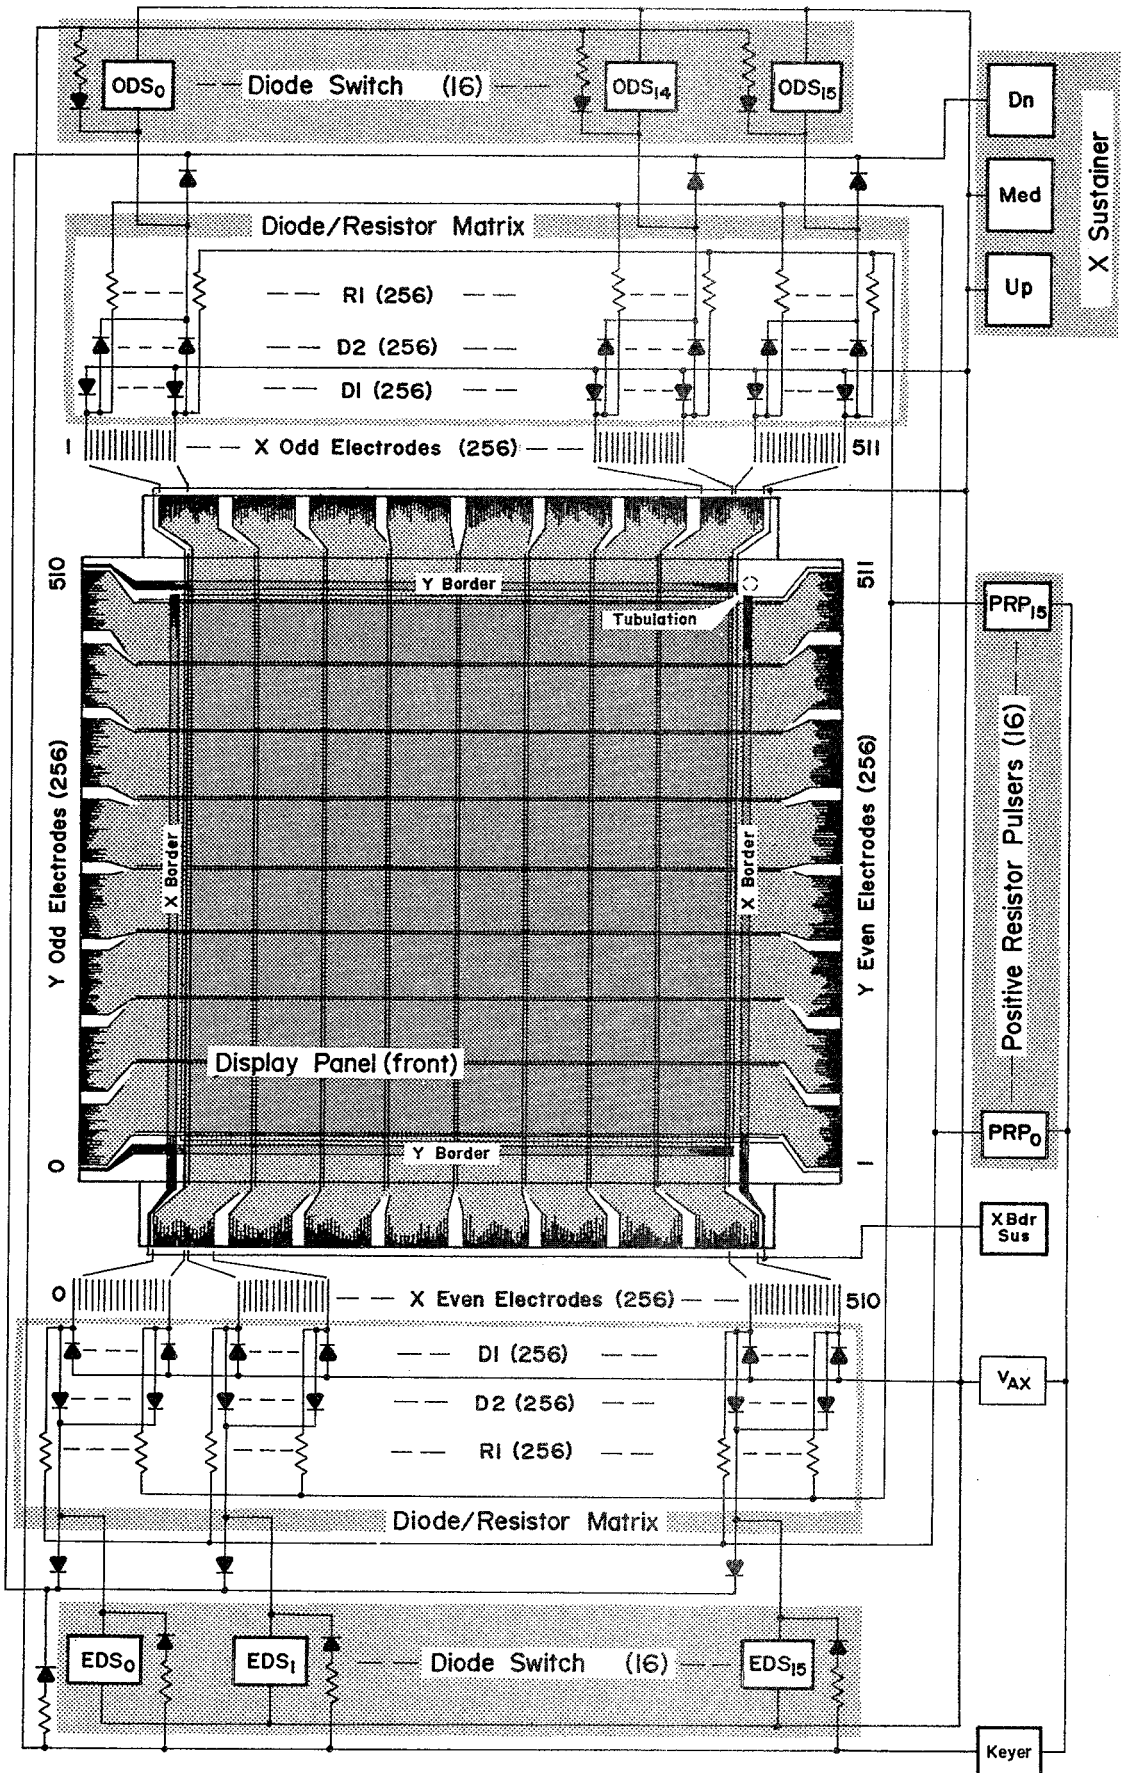 ODS0
Diode Switch (16)
ODS14
ODS15
Dn
Med
Up
X Sustainer
Diode/Resistor Matrix
R1 (256)
D2 (256)
D1 (256)
1
X Odd Electrodes (256)
511
510
Y Border
511
Tubulation
PRP15
Y Odd Electrodes (256)
X Border
X Border
Y Even Electrodes (256)
Positive Resistor Pulsers (16)
Display Panel (front)
PRP0
0
Y Border
1
X Bdr
Sus
0
X Even Electrodes (256)
510
D1 (256)
VAX
D2 (256)
R1 (256)
Diode/Resistor Matrix
EDS0
EDS1
Diode Switch (16)
EDS15
Keyer